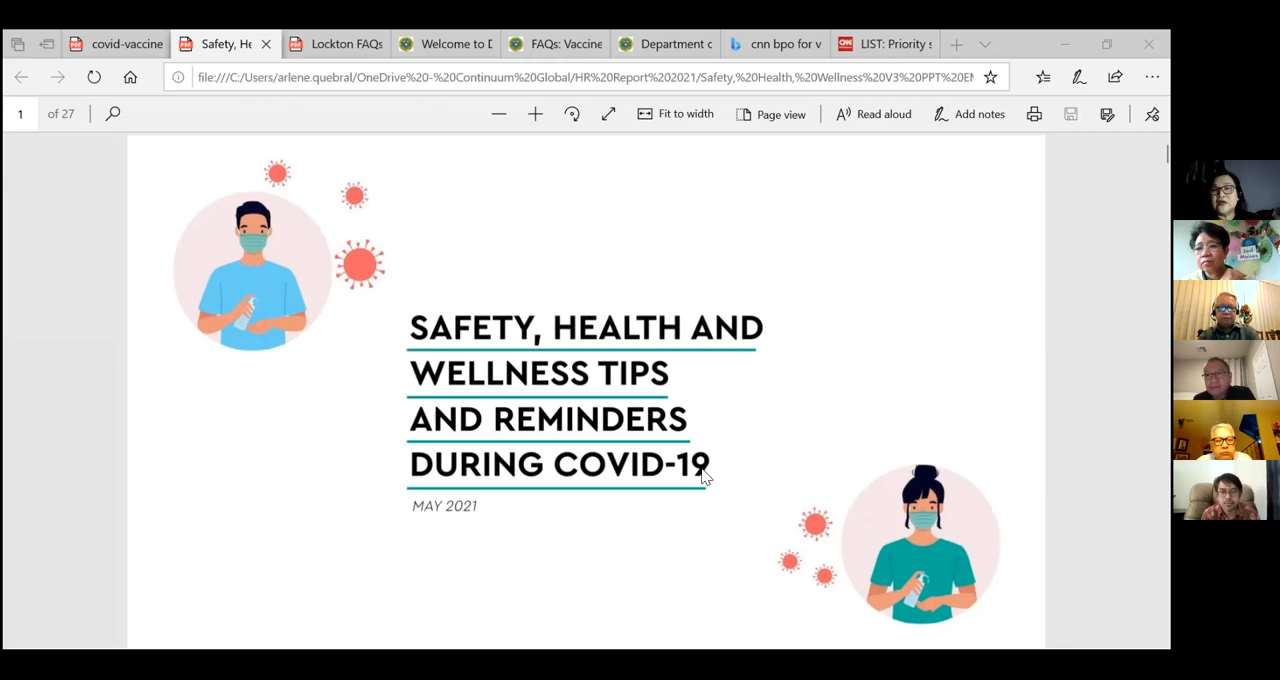 covid-vaccine
Safety, He
Lockton FAQs
Welcome to D
FAQs: Vaccine
Department o
cnn bpo for v
LIST: Priority s
file:///C:/Users/arlene.quebral/OneDrive%20-%20Continuum%20Global/HR%20Report%202021/Safety,%20Health,%20Wellness%20V3%20PPT%20EM
1 of 27
Fit to width
Page view
Read aloud
Add notes
SAFETY, HEALTH AND
WELLNESS TIPS
AND REMINDERS
DURING COVID-19
MAY 2021